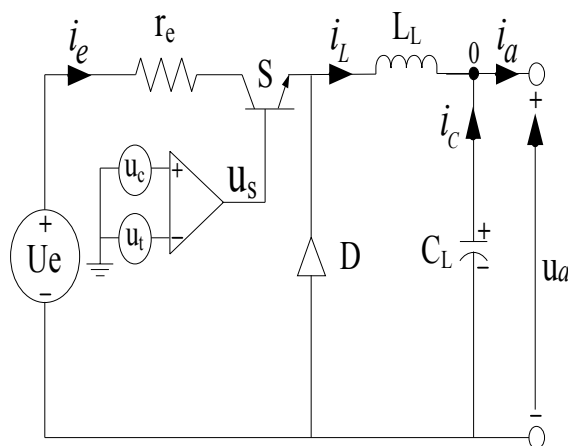 i_e r_e S i_L L_L 0 i_a
+
u_c + u_s i_C
u_t −
+ Ue −
D
C_L + −
u_a
−